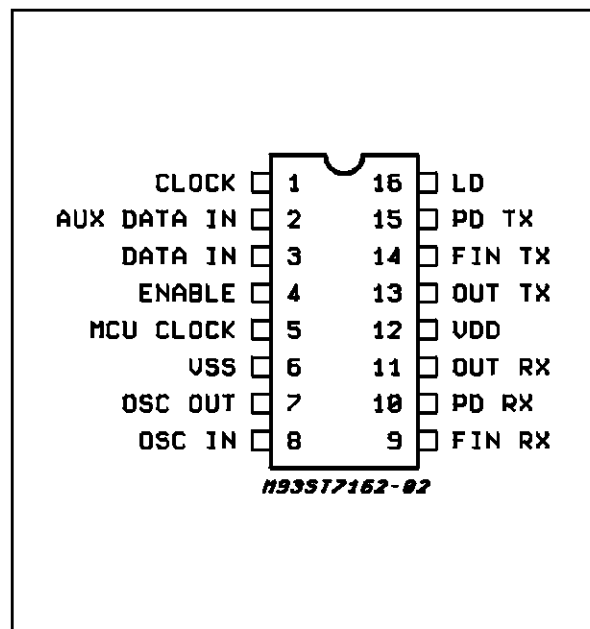 CLOCK 1 16 LD
AUX DATA IN 2 15 PD TX
DATA IN 3 14 FIN TX
ENABLE 4 13 OUT TX
MCU CLOCK 5 12 VDD
VSS 6 11 OUT RX
OSC OUT 7 10 PD RX
OSC IN 8 9 FIN RX
M93ST7162-02